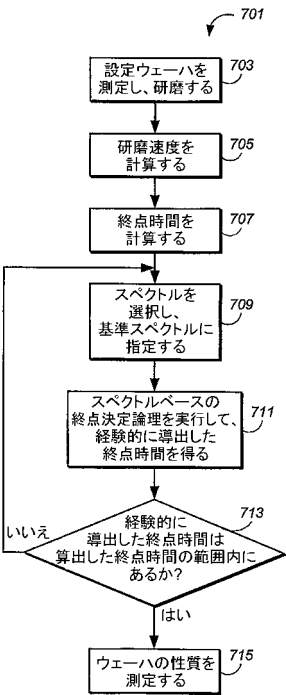 701
設定ウェーハを
測定し、研磨する
703
研磨速度を
計算する
705
終点時間を
計算する
707
スペクトルを
選択し、
基準スペクトルに
指定する
709
スペクトルベースの
終点決定論理を実行して、
経験的に導出した
終点時間を得る
711
経験的に
導出した終点時間は
算出した終点時間の範囲内に
あるか?
713
いいえ
はい
ウェーハの性質を
測定する
715